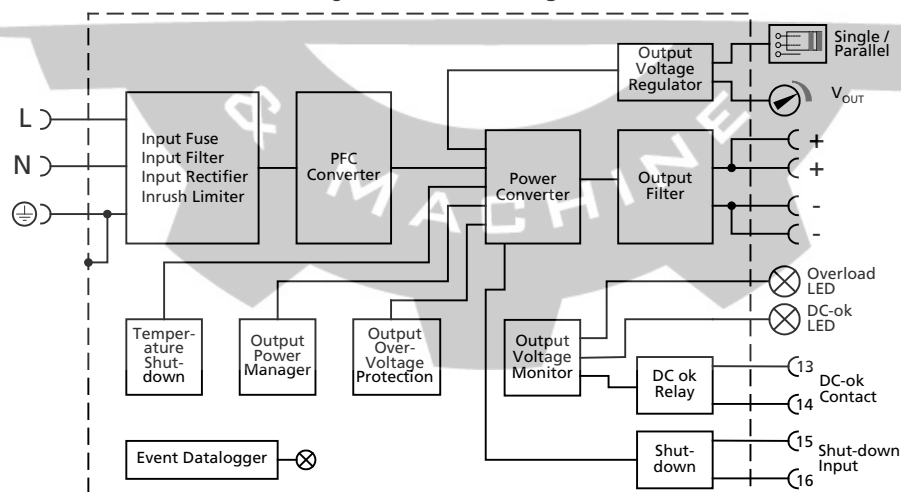 Single /
Parallel
Output
Voltage
Regulator
V_OUT
L
N
Input Fuse
Input Filter
Input Rectifier
Inrush Limiter
PFC
Converter
Power
Converter
Output
Filter
+
+
-
-
& MACHINE
Overload
LED
DC-ok
LED
Temper-
ature
Shut-
down
Output
Power
Manager
Output
Over-
Voltage
Protection
Output
Voltage
Monitor
DC ok
Relay
13
14
DC-ok
Contact
Event Datalogger
Shut-
down
15
16
Shut-down
Input